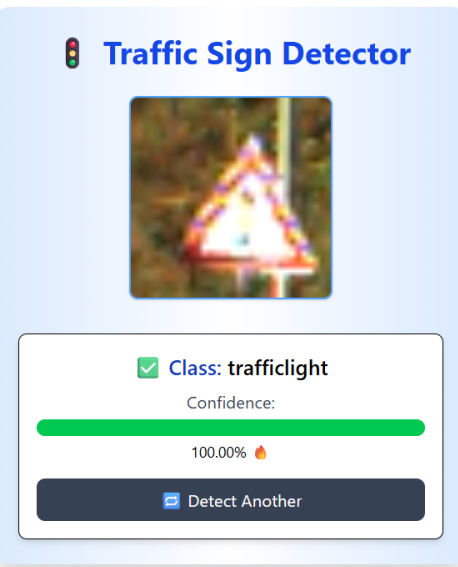 Traffic Sign Detector
Class: trafficlight
Confidence:
100.00%
Detect Another